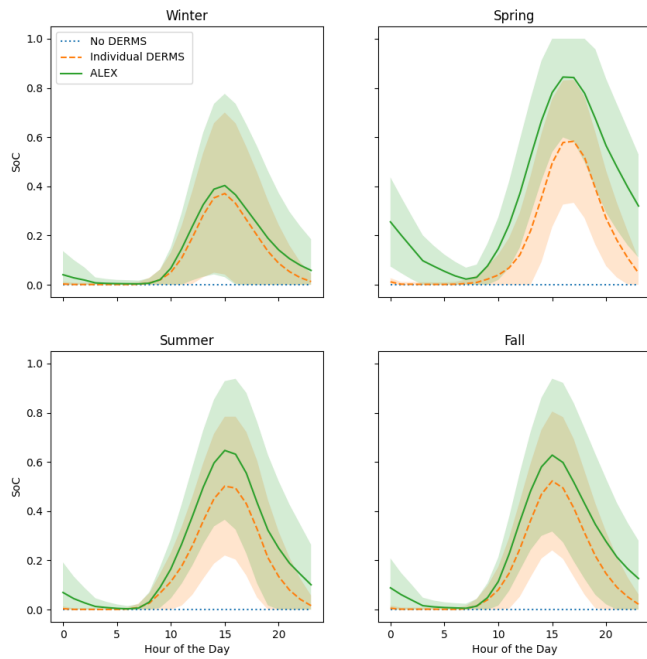 Winter
Spring
No DERMS
Individual DERMS
ALEX
1.0
0.8
0.6
0.4
0.2
0.0
SoC
Summer
Fall
1.0
0.8
0.6
0.4
0.2
0.0
SoC
0 5 10 15 20
0 5 10 15 20
Hour of the Day
Hour of the Day